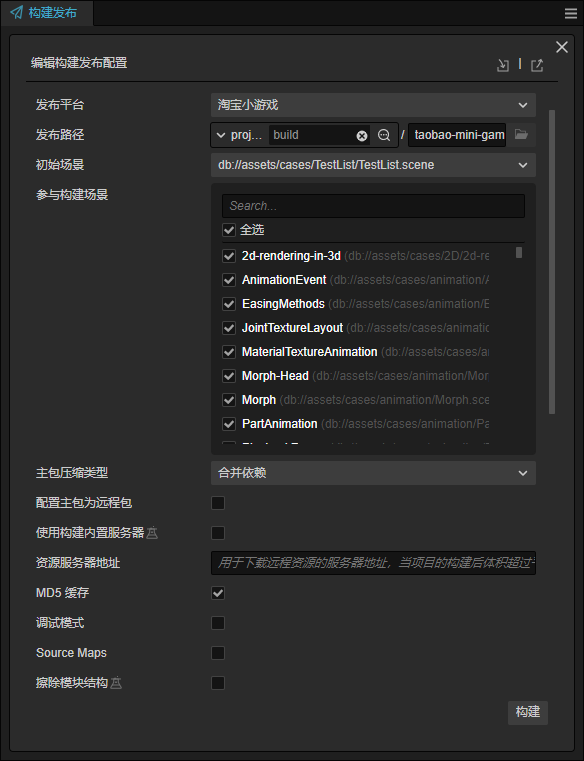 构建发布
编辑构建发布配置
发布平台 淘宝小游戏
发布路径 proj... build / taobao-mini-gam
初始场景 db://assets/cases/TestList/TestList.scene
参与构建场景
Search...
全选
2d-rendering-in-3d (db://assets/cases/2D/2d-re
AnimationEvent (db://assets/cases/animation/A
EasingMethods (db://assets/cases/animation/E
JointTextureLayout (db://assets/cases/animatio
MaterialTextureAnimation (db://assets/cases/a
Morph-Head (db://assets/cases/animation/Mor
Morph (db://assets/cases/animation/Morph.sce
PartAnimation (db://assets/cases/animation/Pa
主包压缩类型 合并依赖
配置主包为远程包
使用构建内置服务器
资源服务器地址 用于下载远程资源的服务器地址，当项目的构建后体积超过
MD5 缓存
调试模式
Source Maps
擦除模块结构
构建